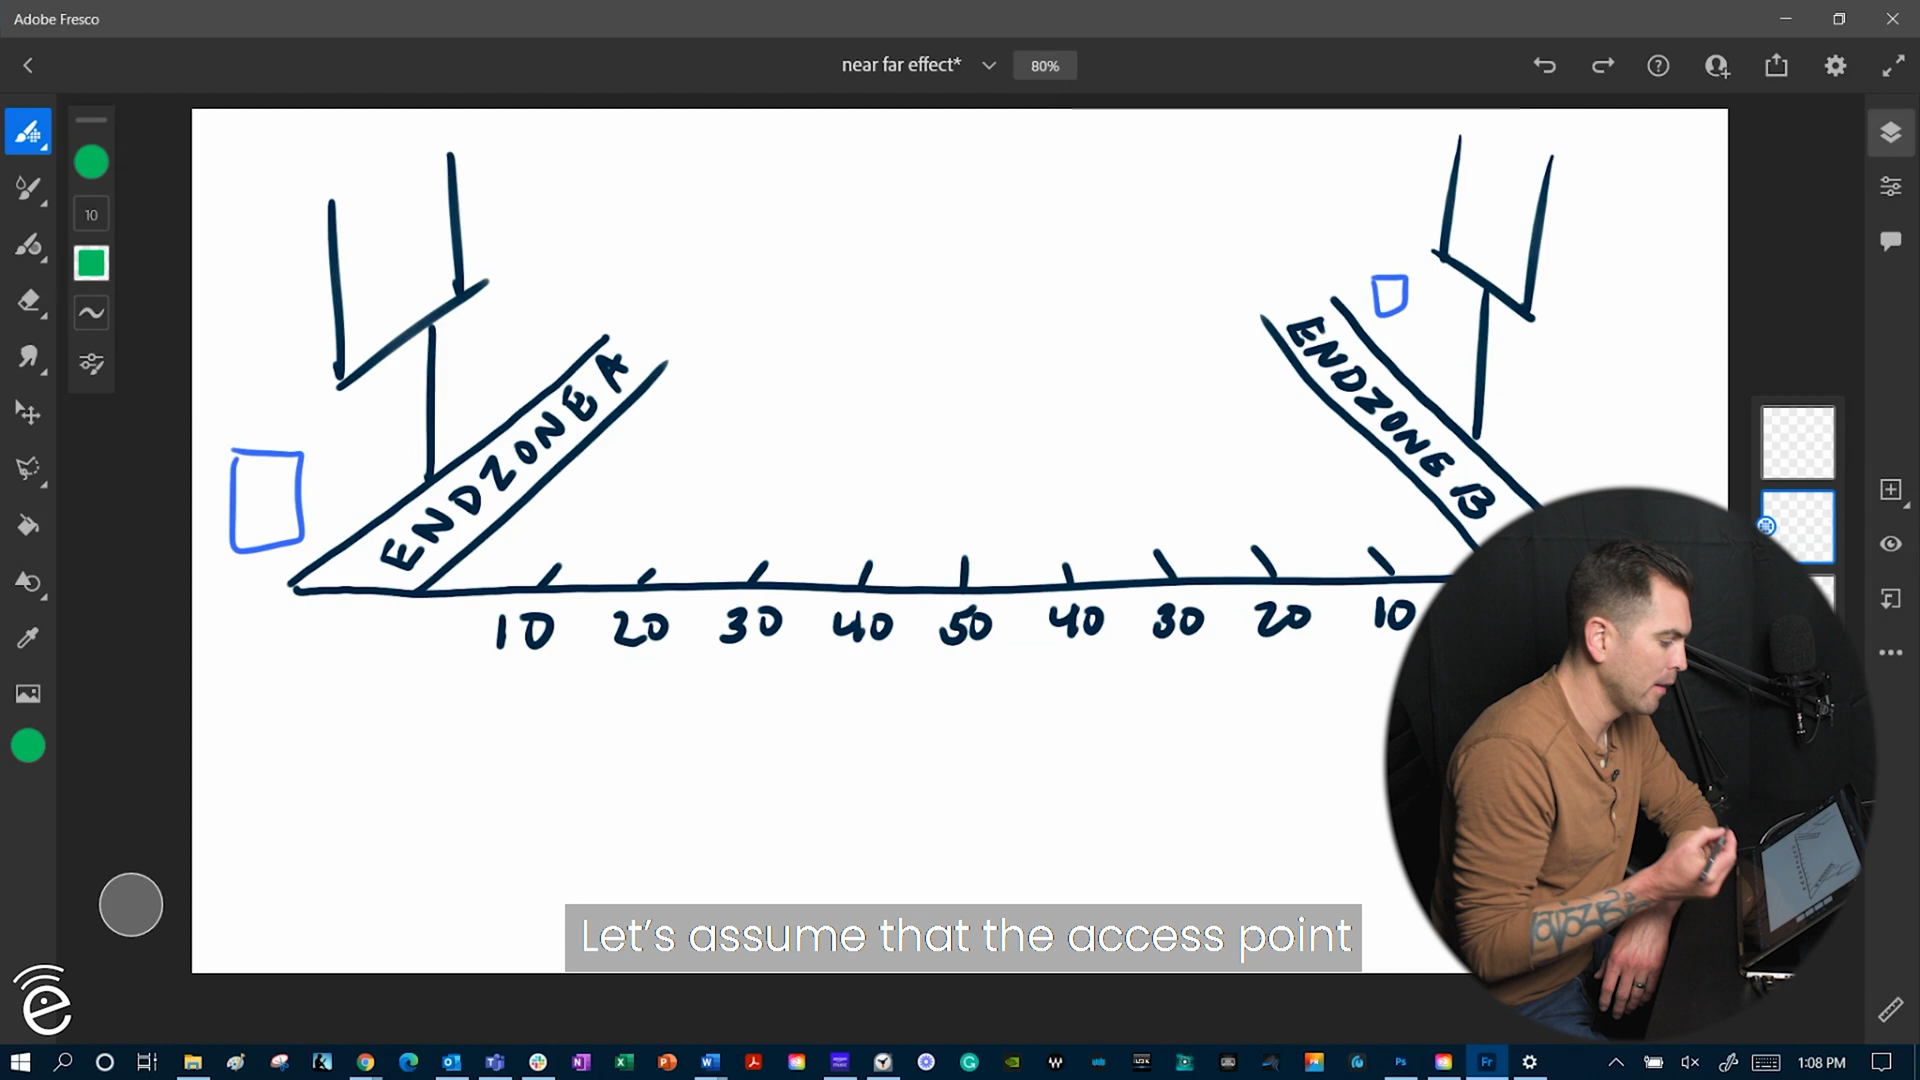 Adobe Fresco
near far effect*
80%
10
ENDZONE A
ENDZONE B
10 20 30 40 50 40 30 20 10
Let's assume that the access point
1:08 PM